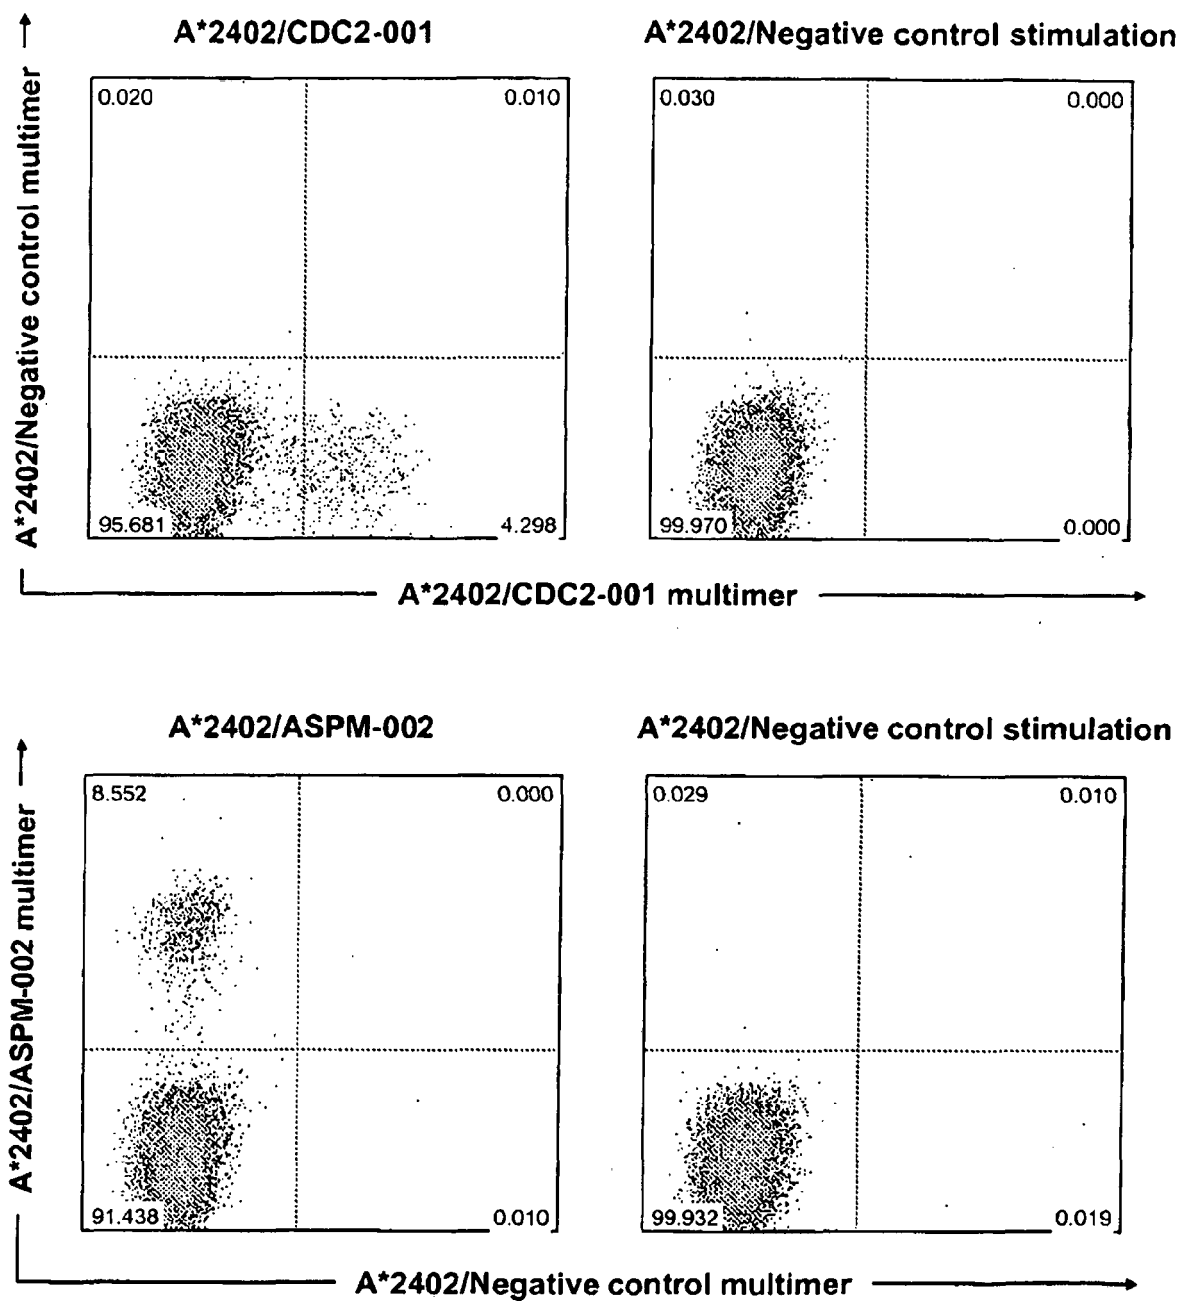 A*2402/CDC2-001
A*2402/Negative control stimulation
A*2402/Negative control multimer
0.020
0.010
95.681
4.298
0.030
0.000
99.970
0.000
A*2402/CDC2-001 multimer
A*2402/ASPM-002
A*2402/Negative control stimulation
A*2402/ASPM-002 multimer
8.552
0.000
91.438
0.010
0.029
0.010
99.932
0.019
A*2402/Negative control multimer